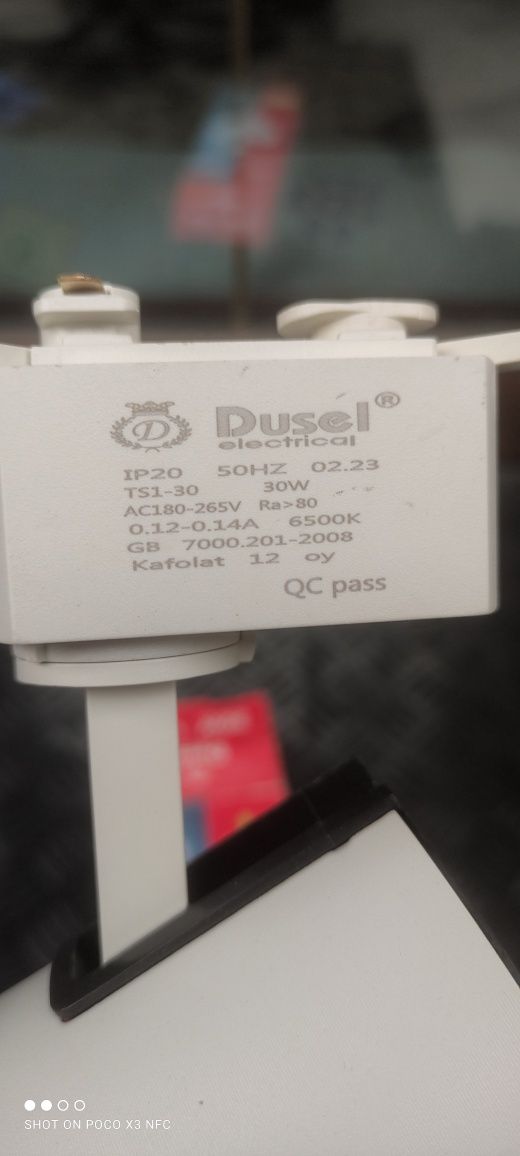 D Dusel®
electrical
IP20 50HZ 02.23
TS1-30 30W
AC180-265V Ra>80
0.12-0.14A 6500K
GB 7000.201-2008
Kafolat 12 oy
QC pass
SHOT ON POCO X3 NFC